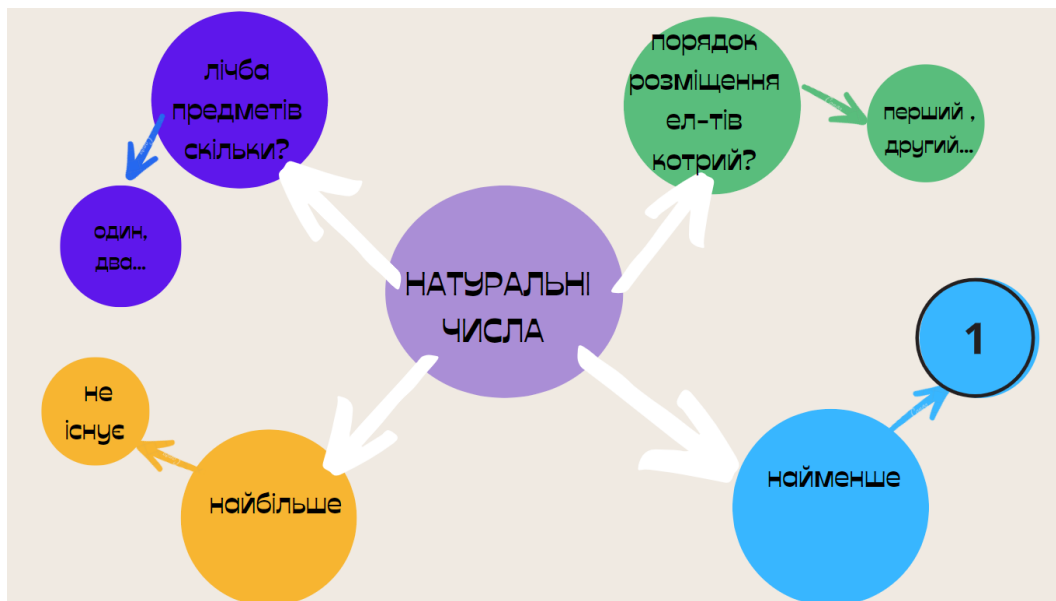 лічба
предметів
скільки?
один,
два...
порядок
розміщення
ел-тів
котрий?
перший ,
другий...
НАТУРАЛЬНІ
ЧИСЛА
не
існує
найбільше
найменше
1